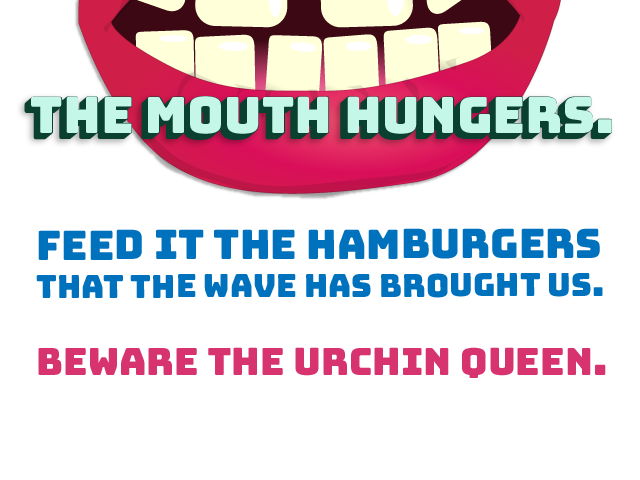 THE MOUTH HUNGERS.
FEED IT THE HAMBURGERS
THAT THE WAVE HAS BROUGHT US.
BEWARE THE URCHIN QUEEN.